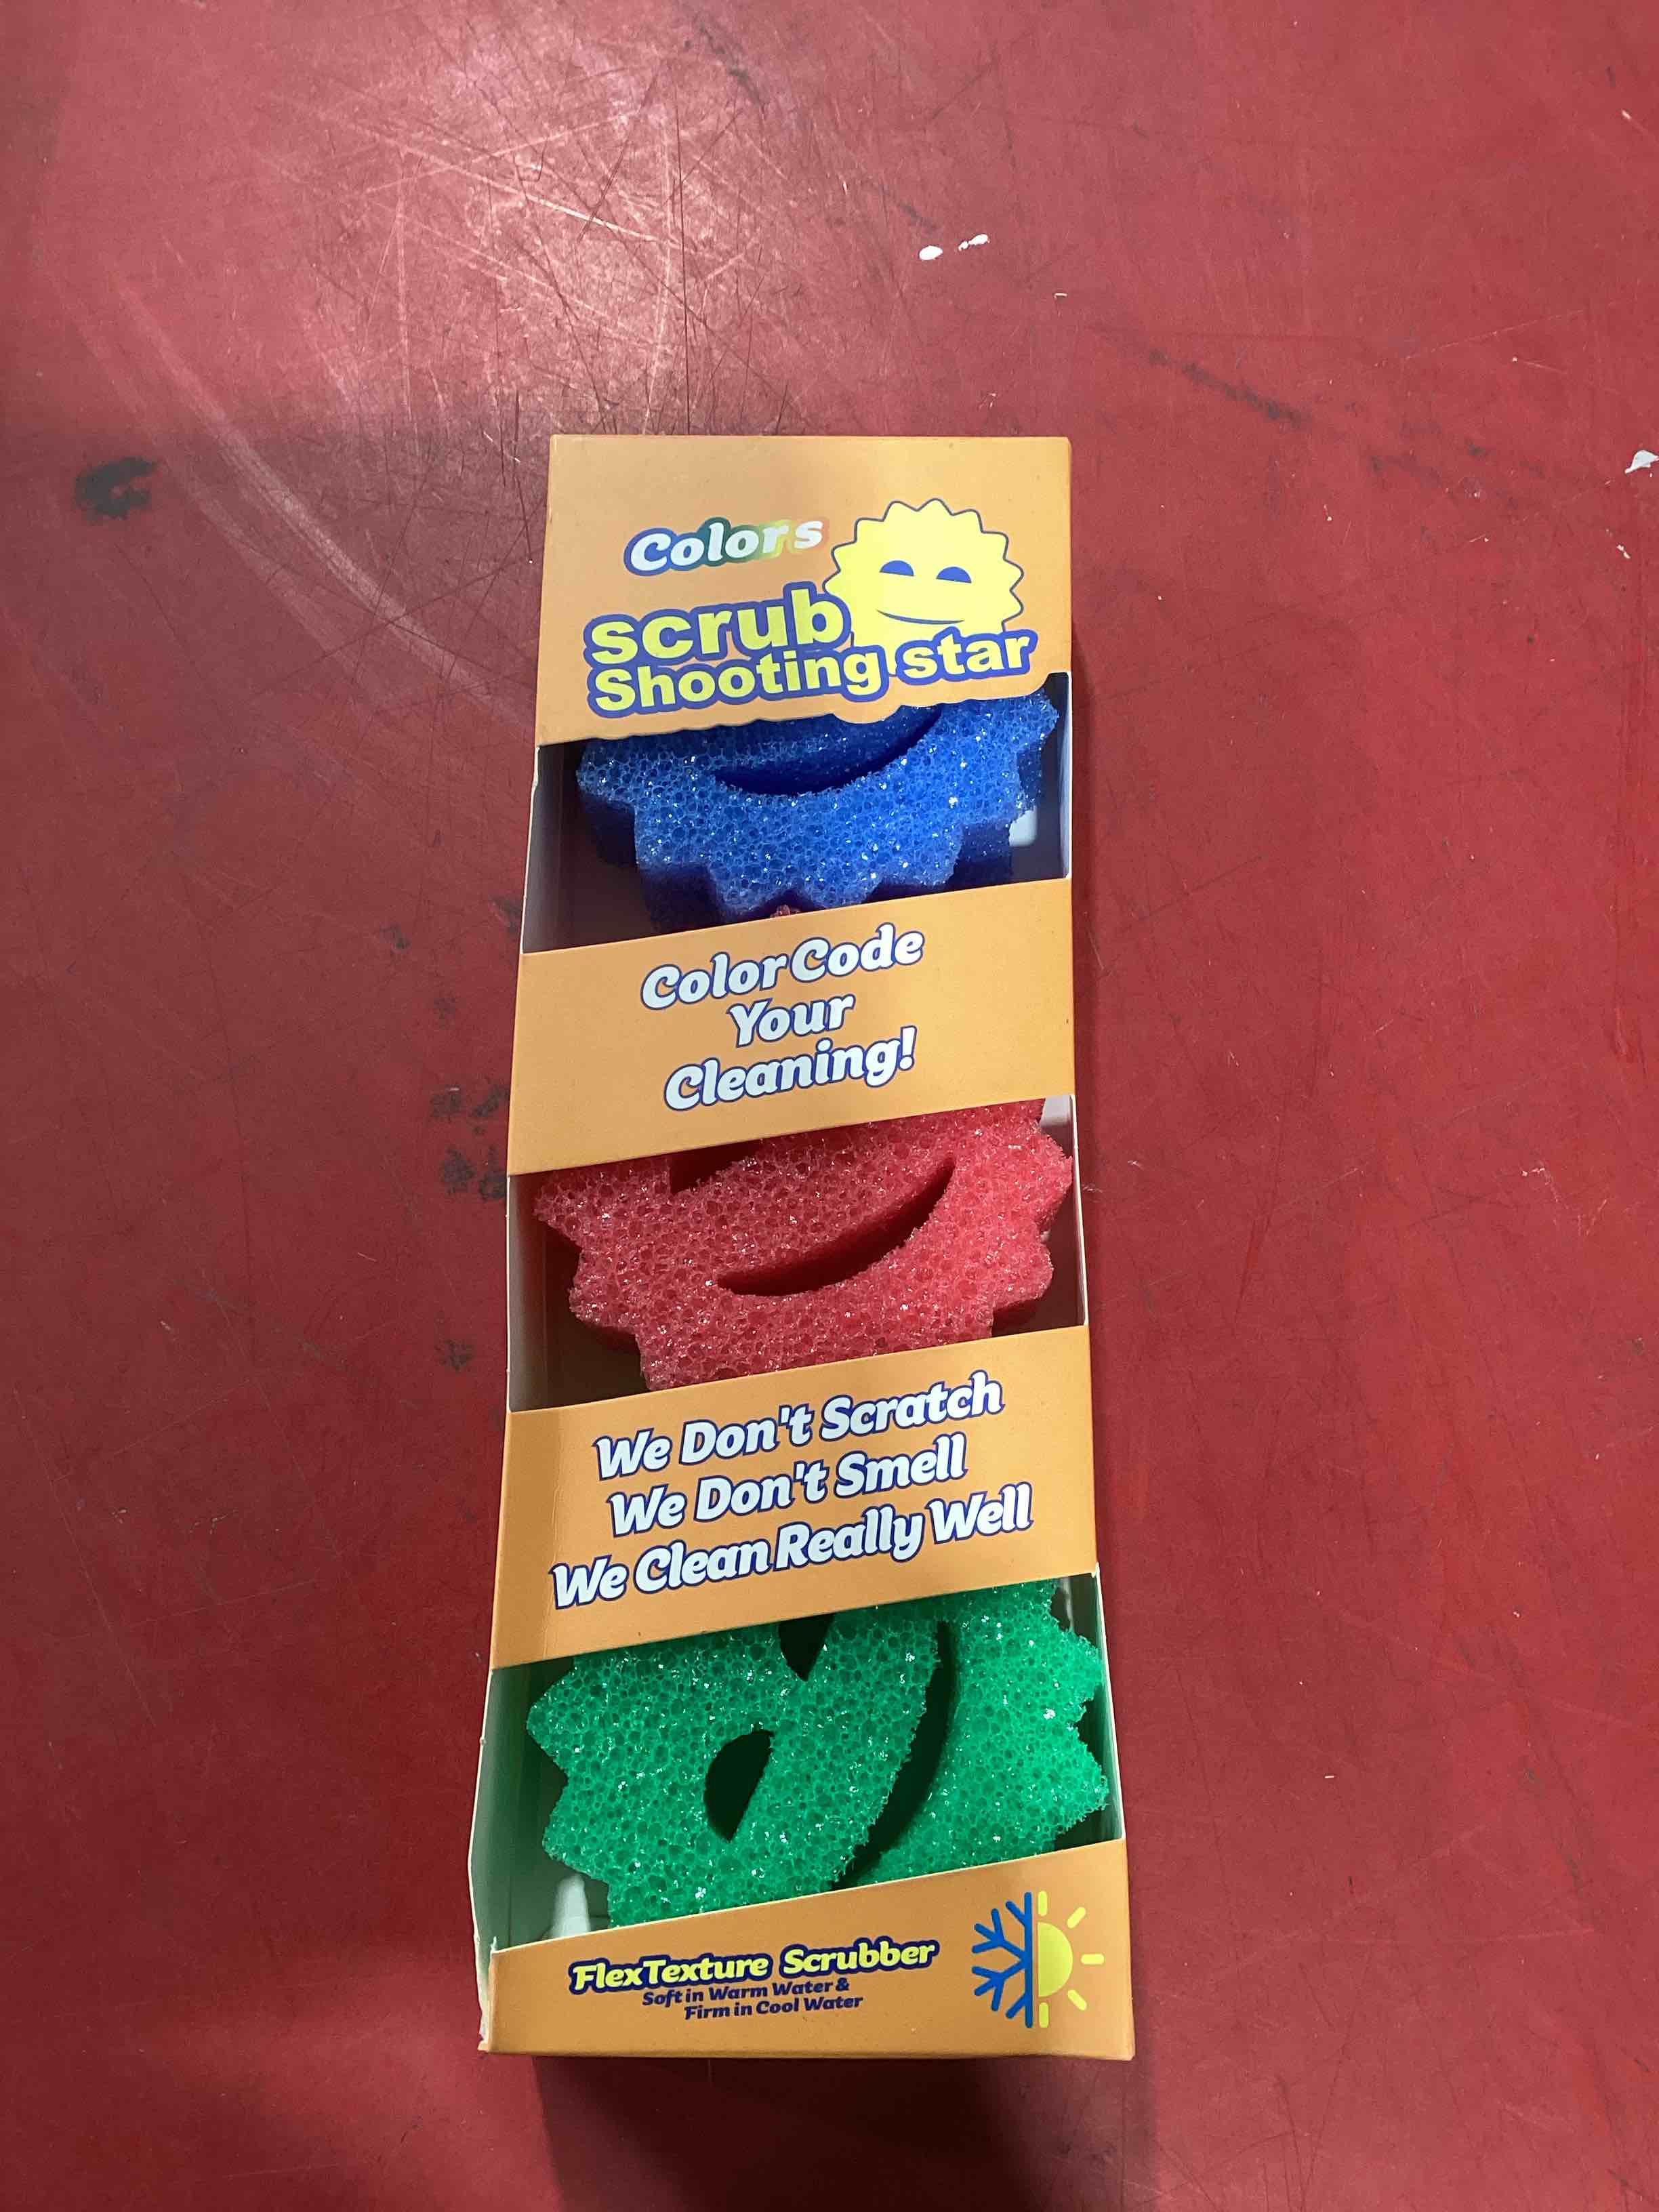 Colors
scrub
Shooting star
Color Code
Your
Cleaning!
We Don't Scratch
We Don't Smell
We Clean Really Well
FlexTexture Scrubber
Soft in Warm Water &
Firm in Cool Water